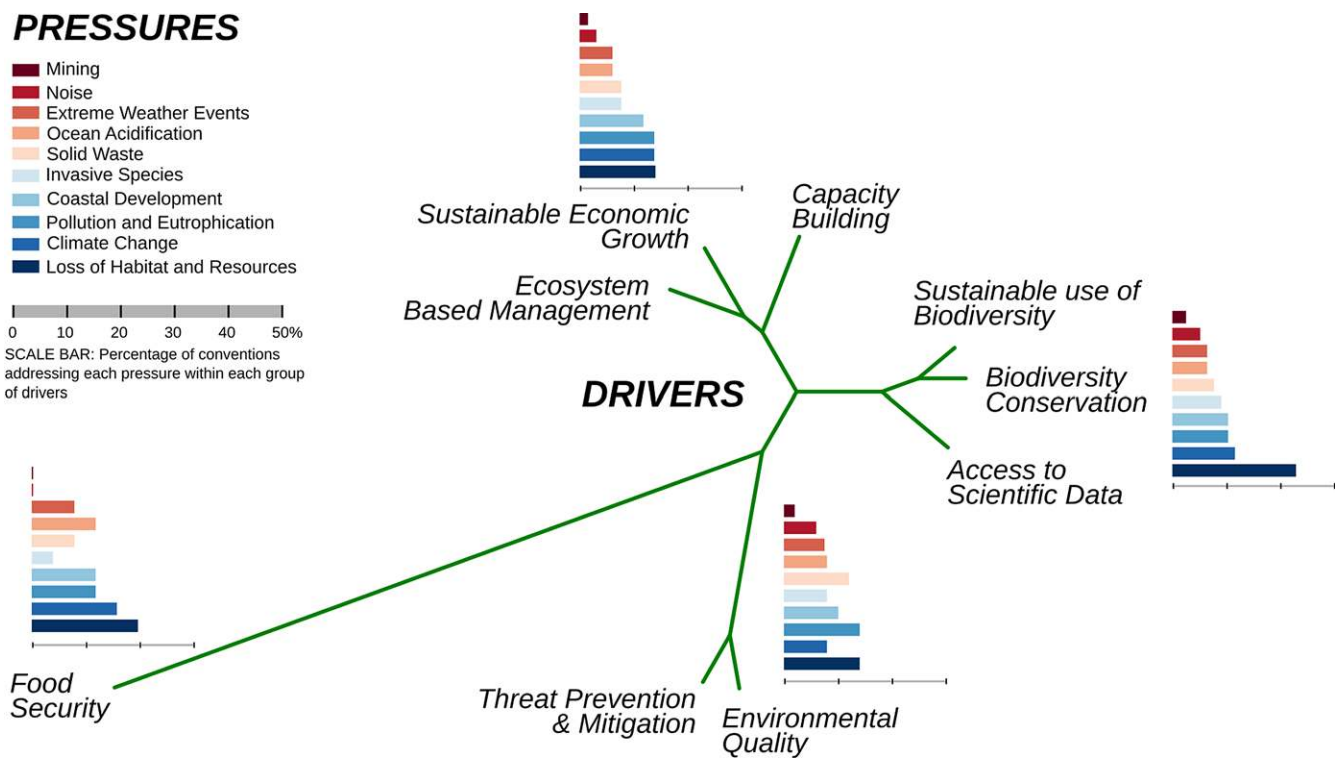 PRESSURES
Mining
Noise
Extreme Weather Events
Ocean Acidification
Solid Waste
Invasive Species
Coastal Development
Pollution and Eutrophication
Climate Change
Loss of Habitat and Resources
0 10 20 30 40 50%
SCALE BAR: Percentage of conventions
addressing each pressure within each group
of drivers
Sustainable Economic
Growth
Capacity
Building
Ecosystem
Based Management
Sustainable use of
Biodiversity
DRIVERS
Biodiversity
Conservation
Access to
Scientific Data
Food
Security
Threat Prevention
& Mitigation
Environmental
Quality